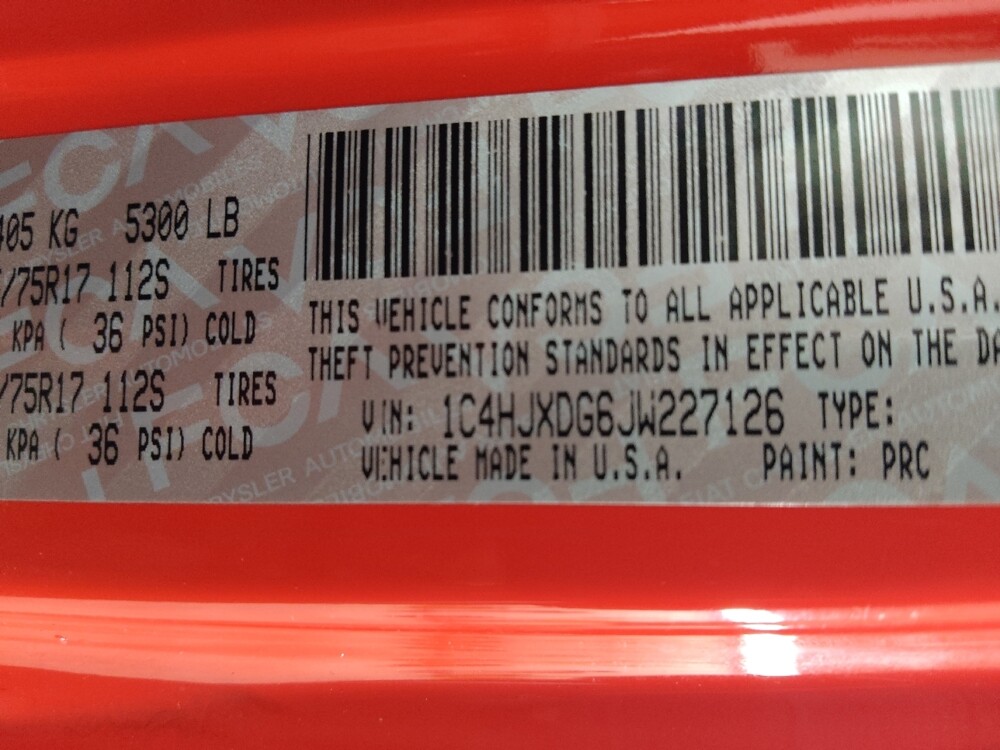 405 KG 5300 LB
/75R17 112S TIRES
KPA ( 36 PSI) COLD
/75R17 112S TIRES
KPA ( 36 PSI) COLD
THIS VEHICLE CONFORMS TO ALL APPLICABLE U.S.A.
THEFT PREVENTION STANDARDS IN EFFECT ON THE DA
VIN: 1C4HJXDG6JW227126 TYPE:
VEHICLE MADE IN U.S.A. PAINT: PRC